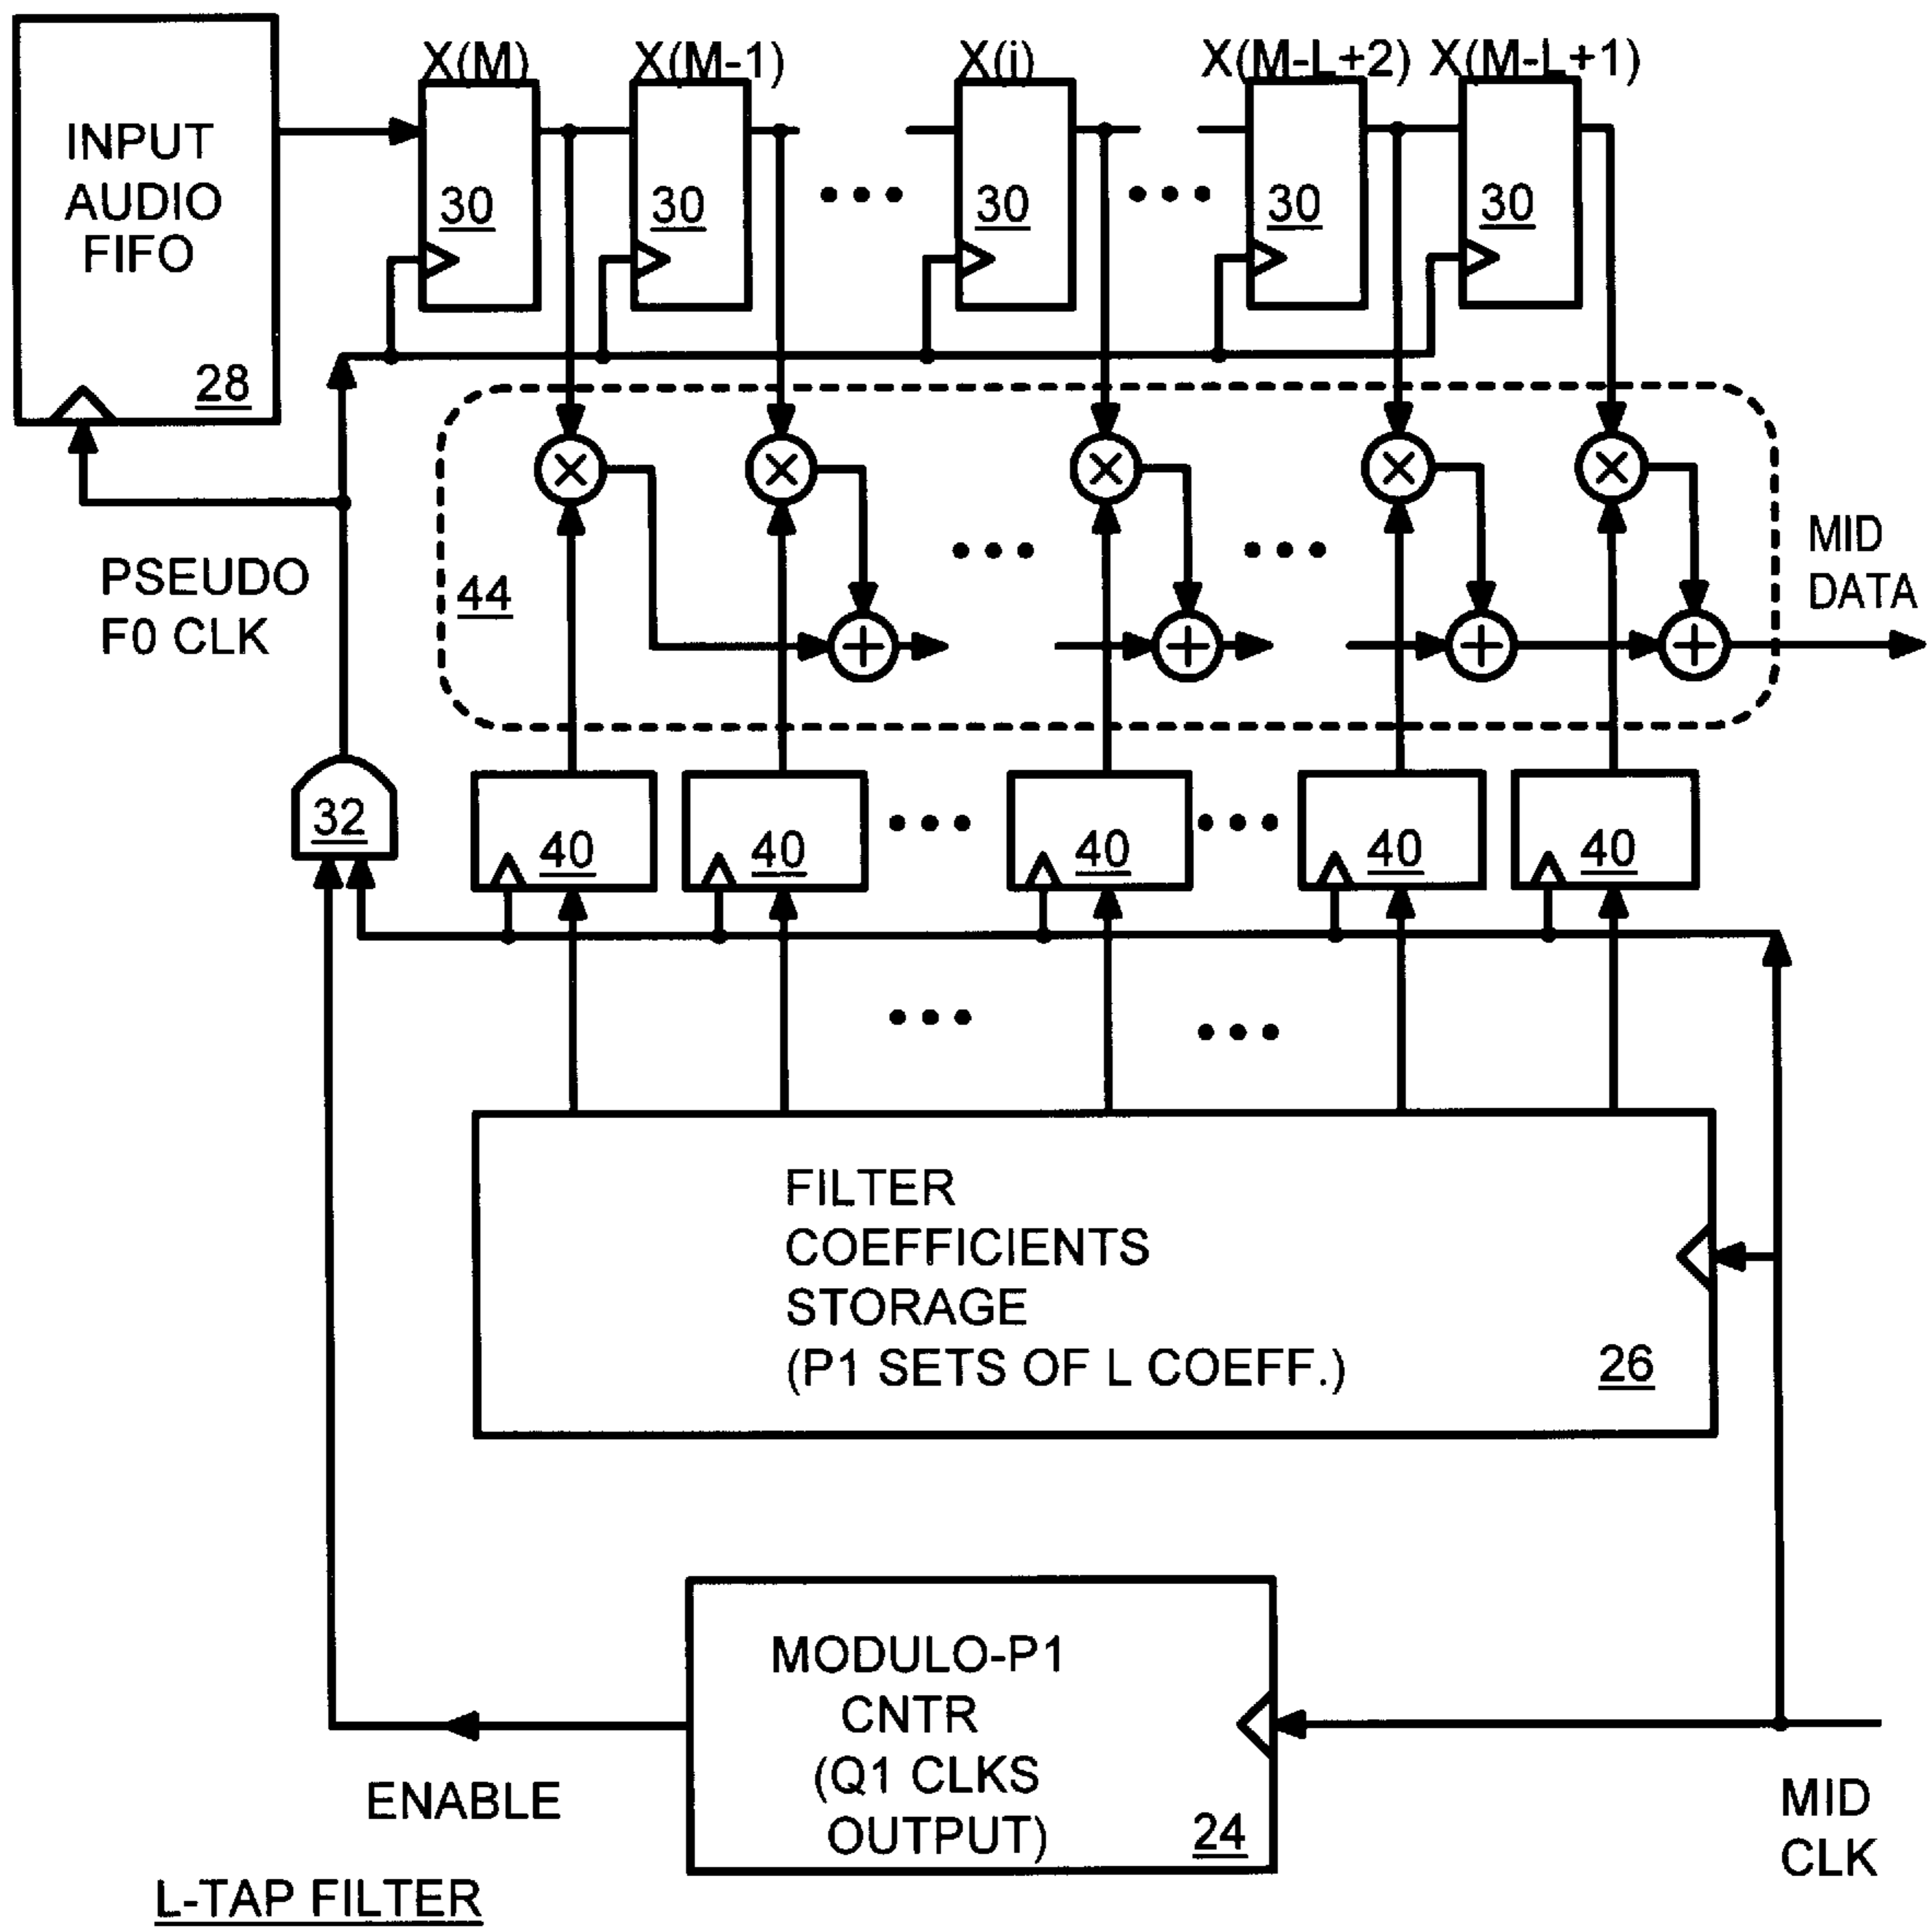 X(M)
X(M-1)
X(i)
X(M-L+2)
X(M-L+1)
INPUT
AUDIO
FIFO
28
30
30
30
30
30
PSEUDO
F0 CLK
44
MID
DATA
32
40
40
40
40
40
FILTER
COEFFICIENTS
STORAGE
(P1 SETS OF L COEFF.)
26
MODULO-P1
CNTR
(Q1 CLKS
OUTPUT)
24
ENABLE
MID
CLK
L-TAP FILTER